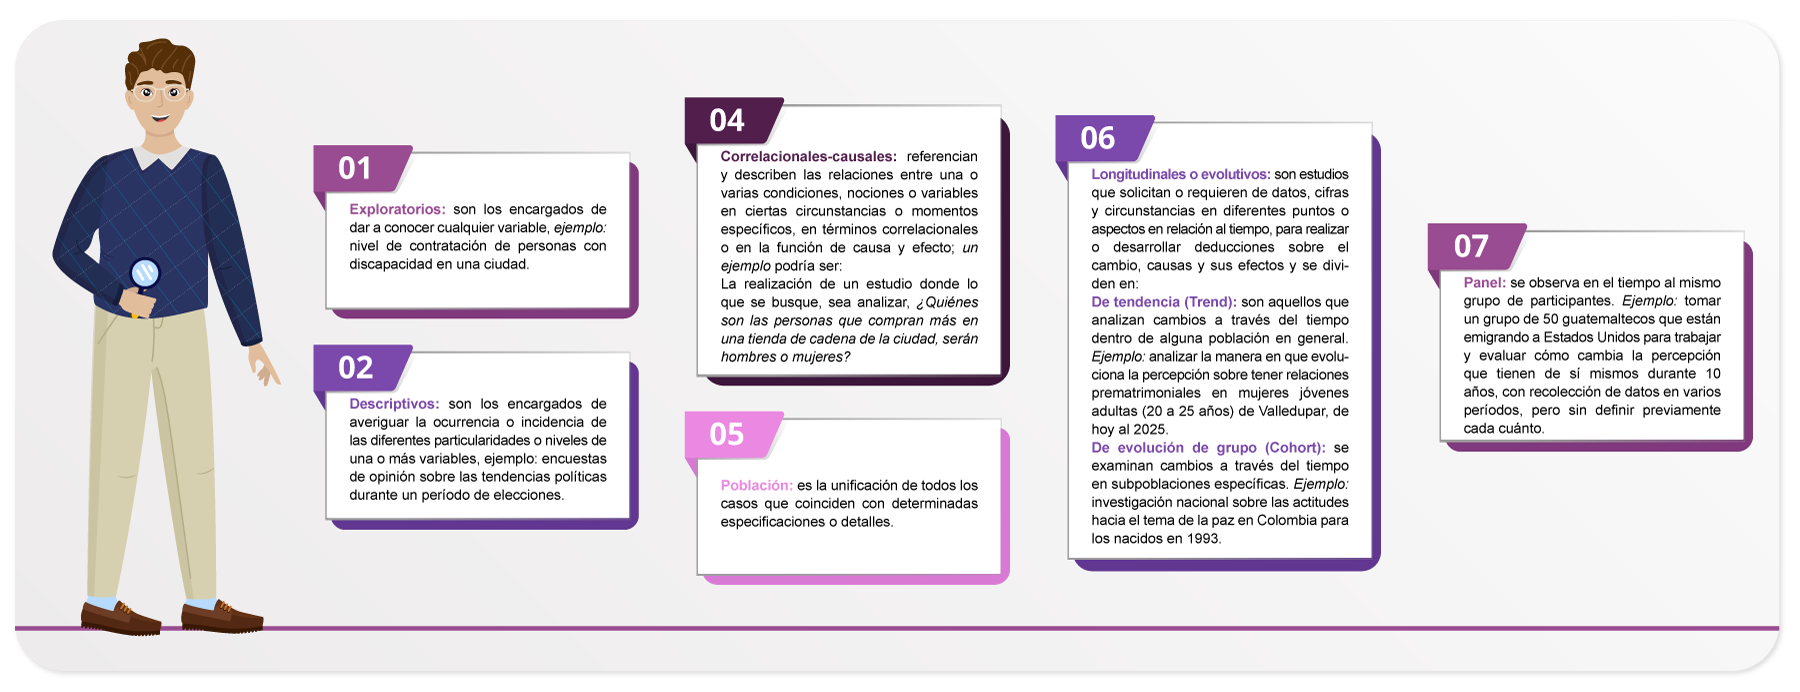 01
Exploratorios: son los encargados de
dar a conocer cualquier variable, ejemplo:
nivel de contratación de personas con
discapacidad en una ciudad.
02
Descriptivos: son los encargados de
averiguar la ocurrencia o incidencia de
las diferentes particularidades o niveles de
una o más variables, ejemplo: encuestas
de opinión sobre las tendencias políticas
durante un período de elecciones.
04
Correlacionales-causales: referencian
y describen las relaciones entre una o
varias condiciones, nociones o variables
en ciertas circunstancias o momentos
específicos, en términos correlacionales
o en la función de causa y efecto; un
ejemplo podría ser:
La realización de un estudio donde lo
que se busque, sea analizar, ¿Quiénes
son las personas que compran más en
una tienda de cadena de la ciudad, serán
hombres o mujeres?
05
Población: es la unificación de todos los
casos que coinciden con determinadas
especificaciones o detalles.
06
Longitudinales o evolutivos: son estudios
que solicitan o requieren de datos, cifras
y circunstancias en diferentes puntos o
aspectos en relación al tiempo, para realizar
o desarrollar deducciones sobre el
cambio, causas y sus efectos y se divi-
den en:
De tendencia (Trend): son aquellos que
analizan cambios a través del tiempo
dentro de alguna población en general.
Ejemplo: analizar la manera en que evolu-
ciona la percepción sobre tener relaciones
prematrimoniales en mujeres jóvenes
adultas (20 a 25 años) de Valledupar, de
hoy al 2025.
De evolución de grupo (Cohort): se
examinan cambios a través del tiempo
en subpoblaciones específicas. Ejemplo:
investigación nacional sobre las actitudes
hacia el tema de la paz en Colombia para
los nacidos en 1993.
07
Panel: se observa en el tiempo al mismo
grupo de participantes. Ejemplo: tomar
un grupo de 50 guatemaltecos que están
emigrando a Estados Unidos para trabajar
y evaluar cómo cambia la percepción
que tienen de sí mismos durante 10
años, con recolección de datos en varios
períodos, pero sin definir previamente
cada cuánto.